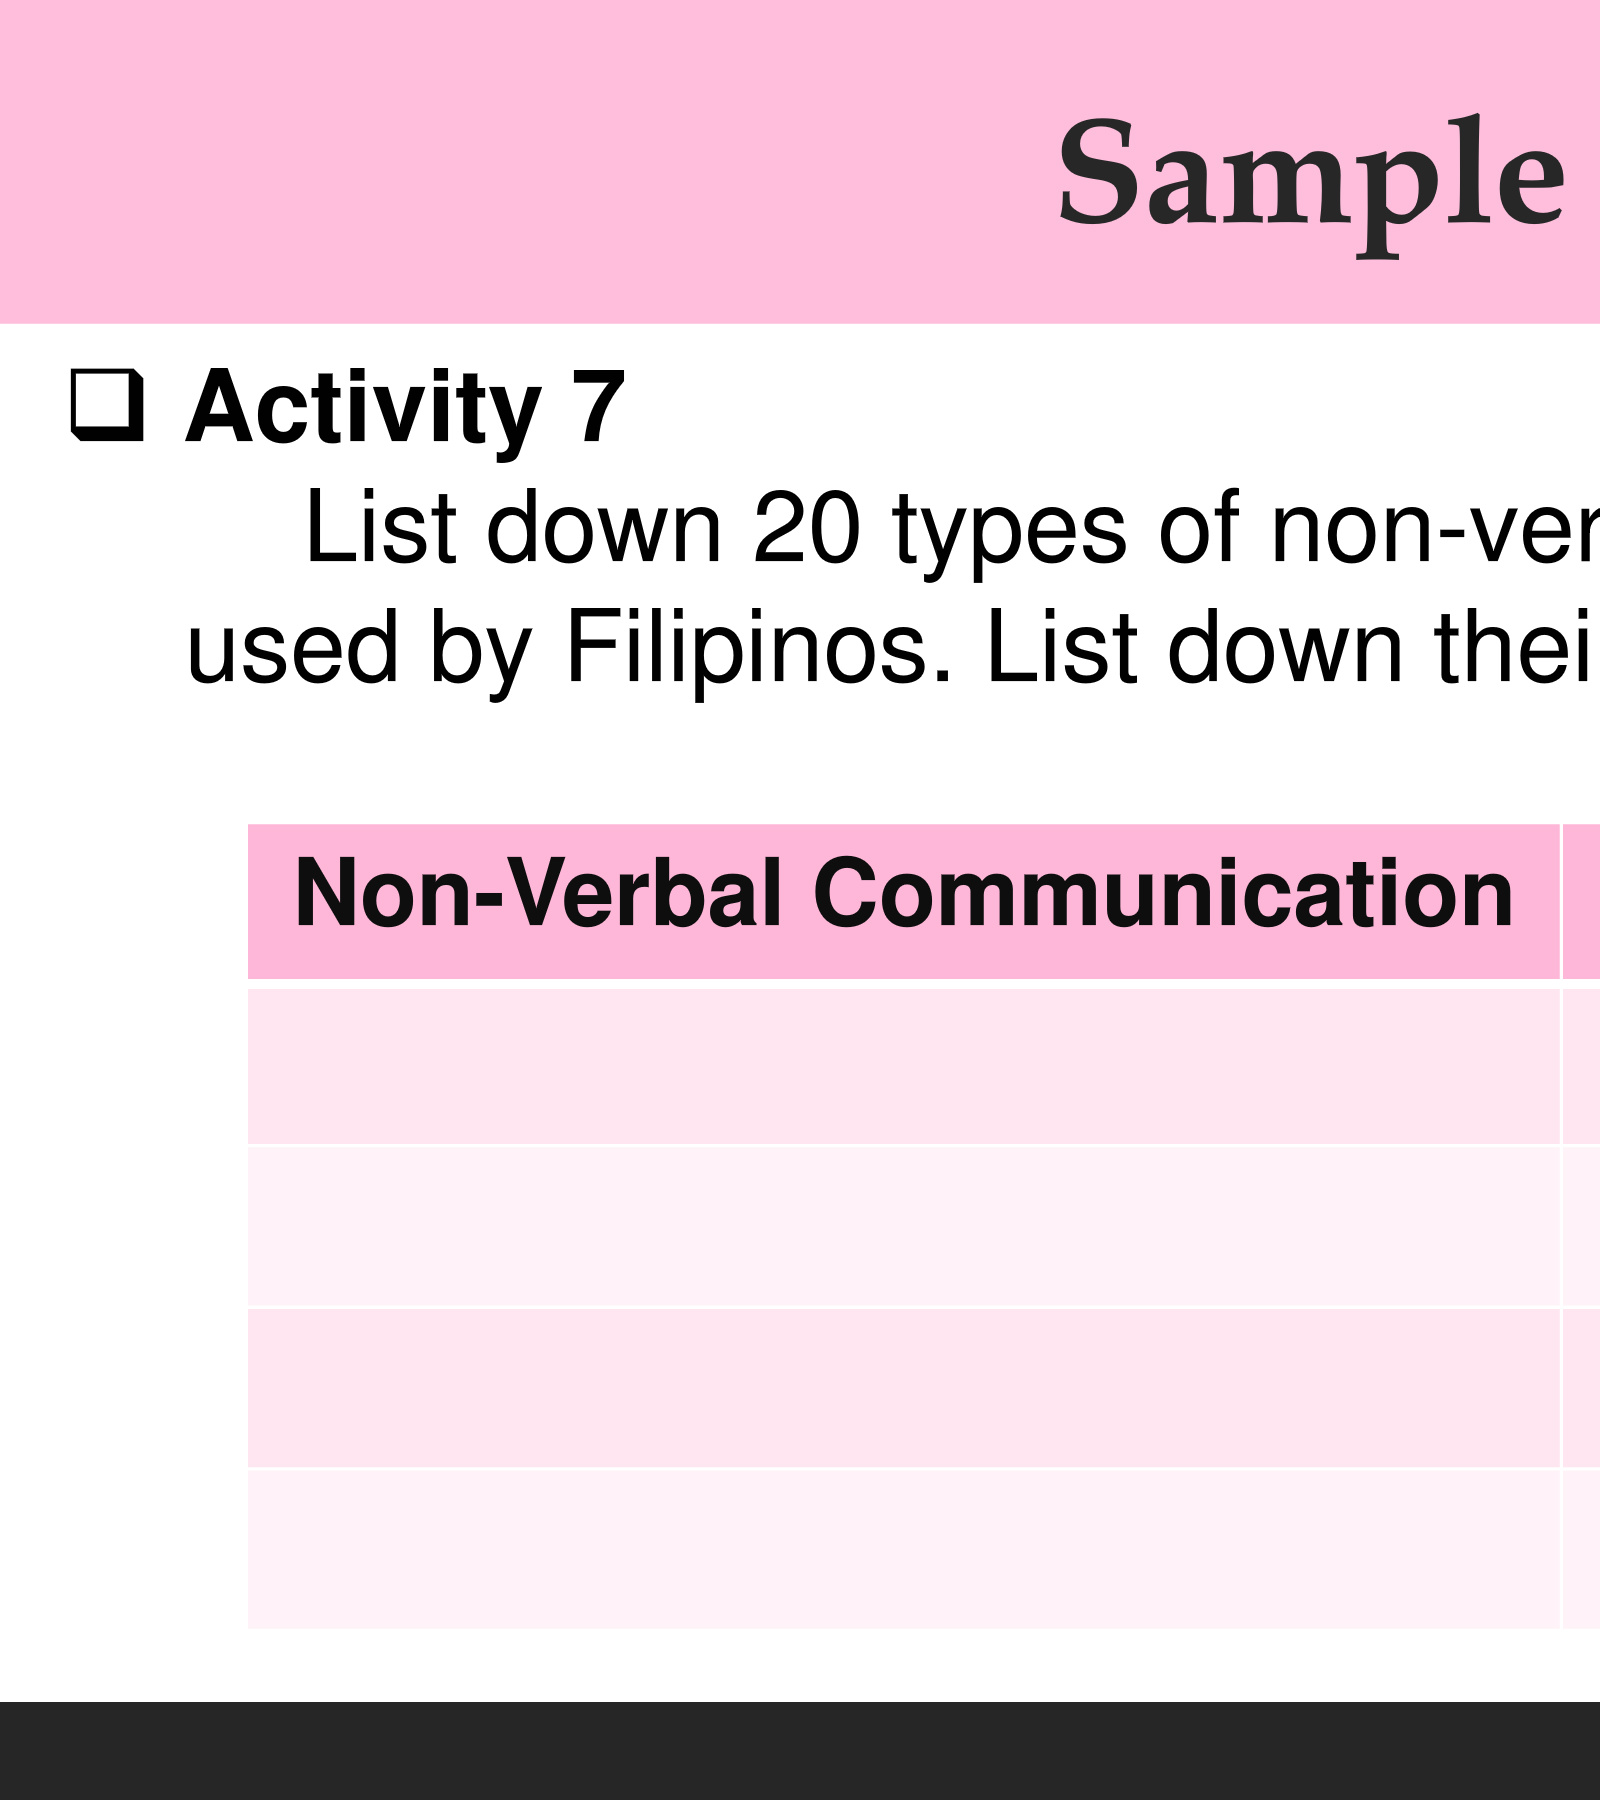 Sample
❑ Activity 7
List down 20 types of non-ver
used by Filipinos. List down thei
Non-Verbal Communication